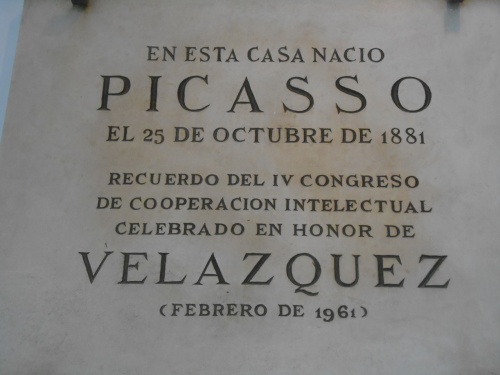 EN ESTA CASA NACIO
PICASSO
EL 25 DE OCTUBRE DE 1881
RECUERDO DEL IV CONGRESO
DE COOPERACION INTELECTUAL
CELEBRADO EN HONOR DE
VELAZQUEZ
(FEBRERO DE 1961)